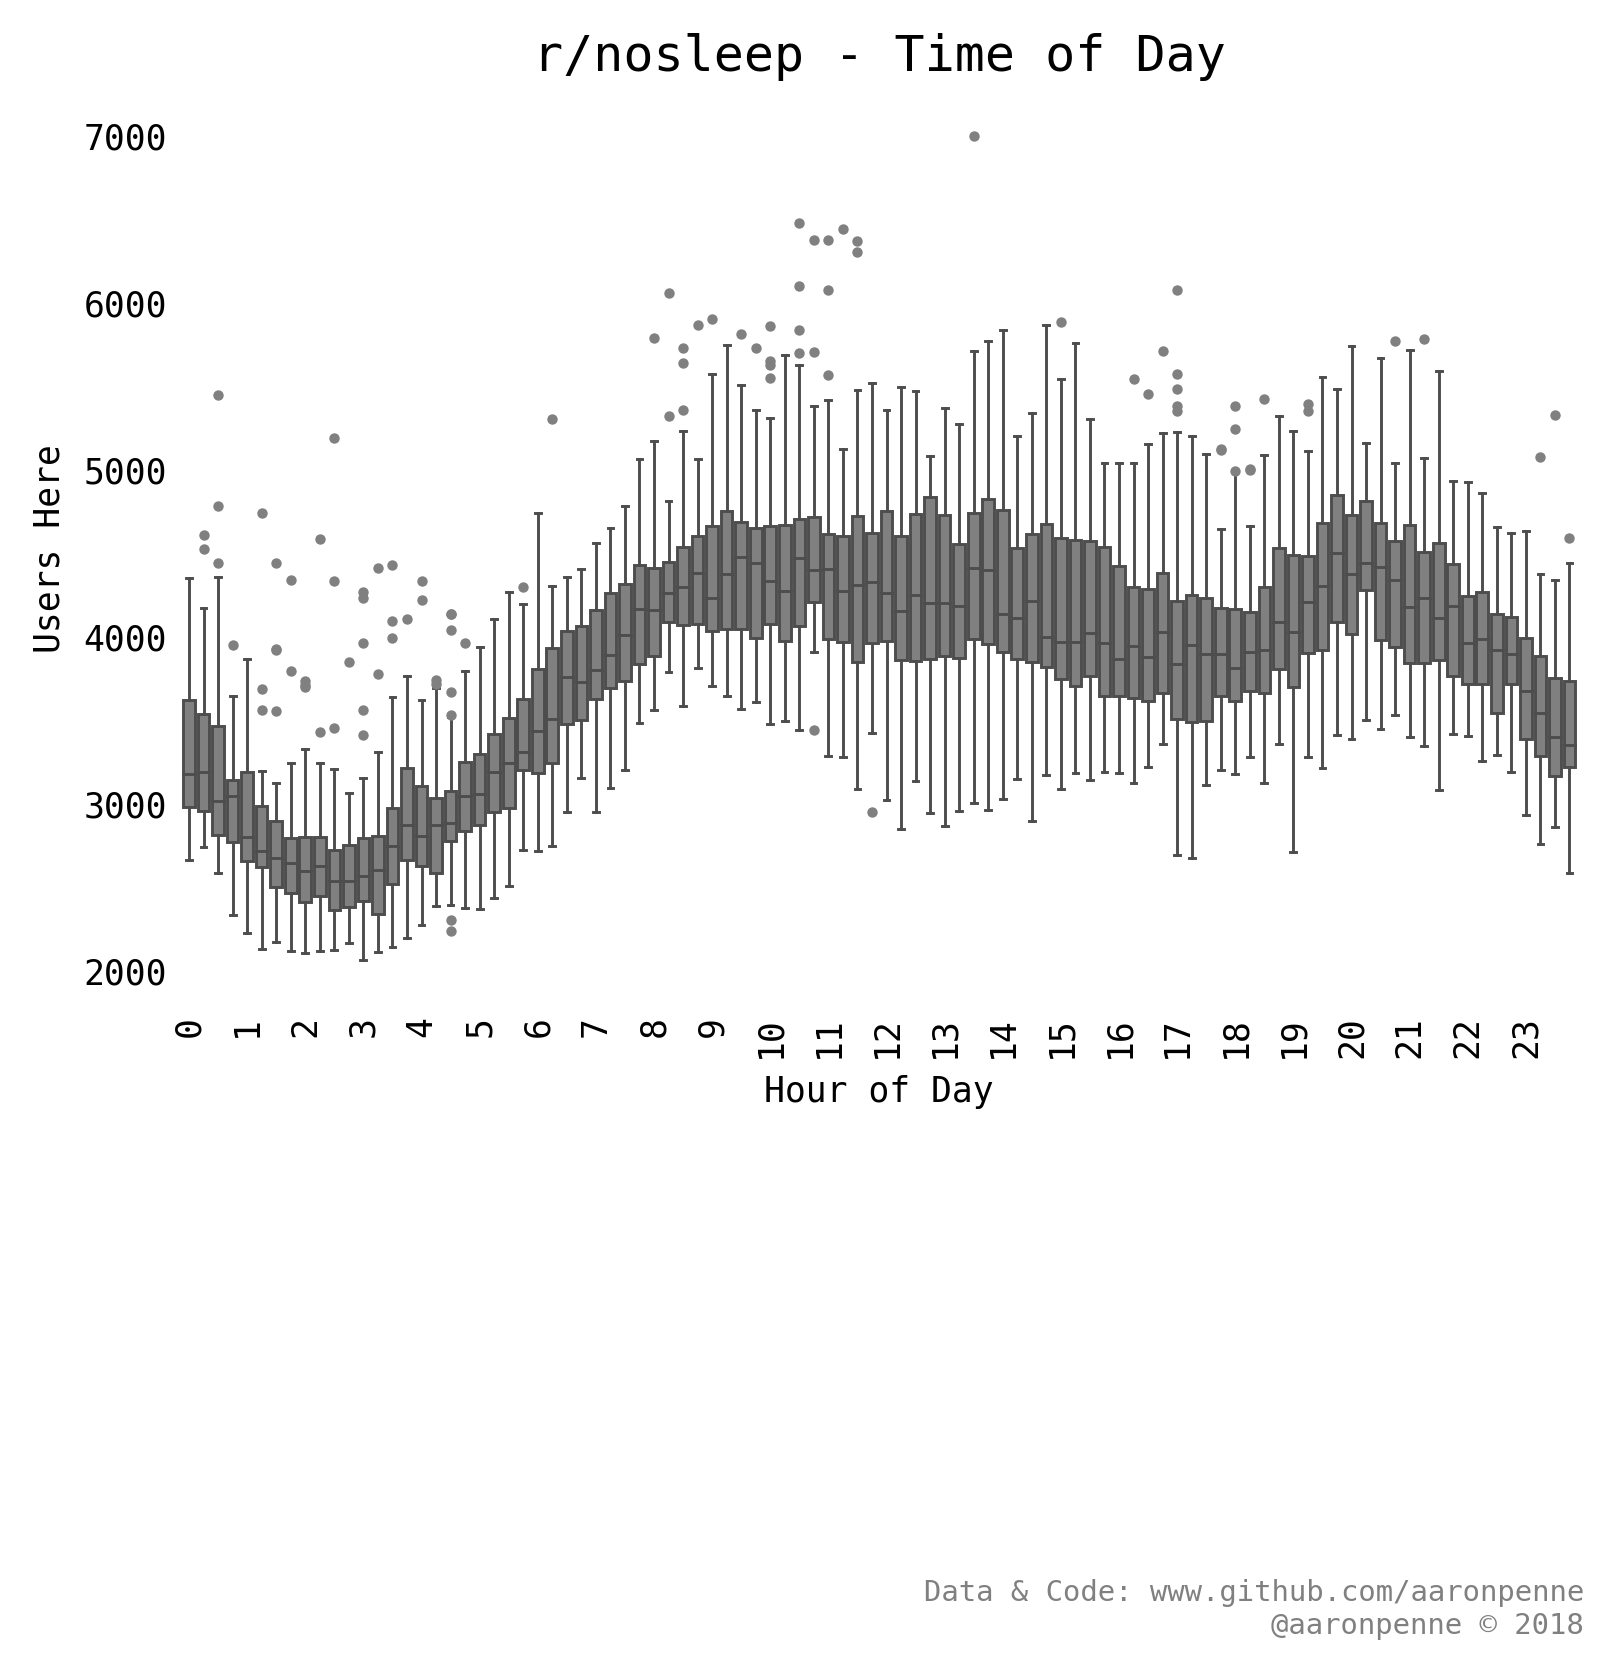 r/nosleep - Time of Day
7000
6000
5000
4000
3000
2000
Users Here
0 1 2 3 4 5 6 7 8 9 10 11 12 13 14 15 16 17 18 19 20 21 22 23
Hour of Day
Data & Code: www.github.com/aaronpenne
@aaronpenne © 2018